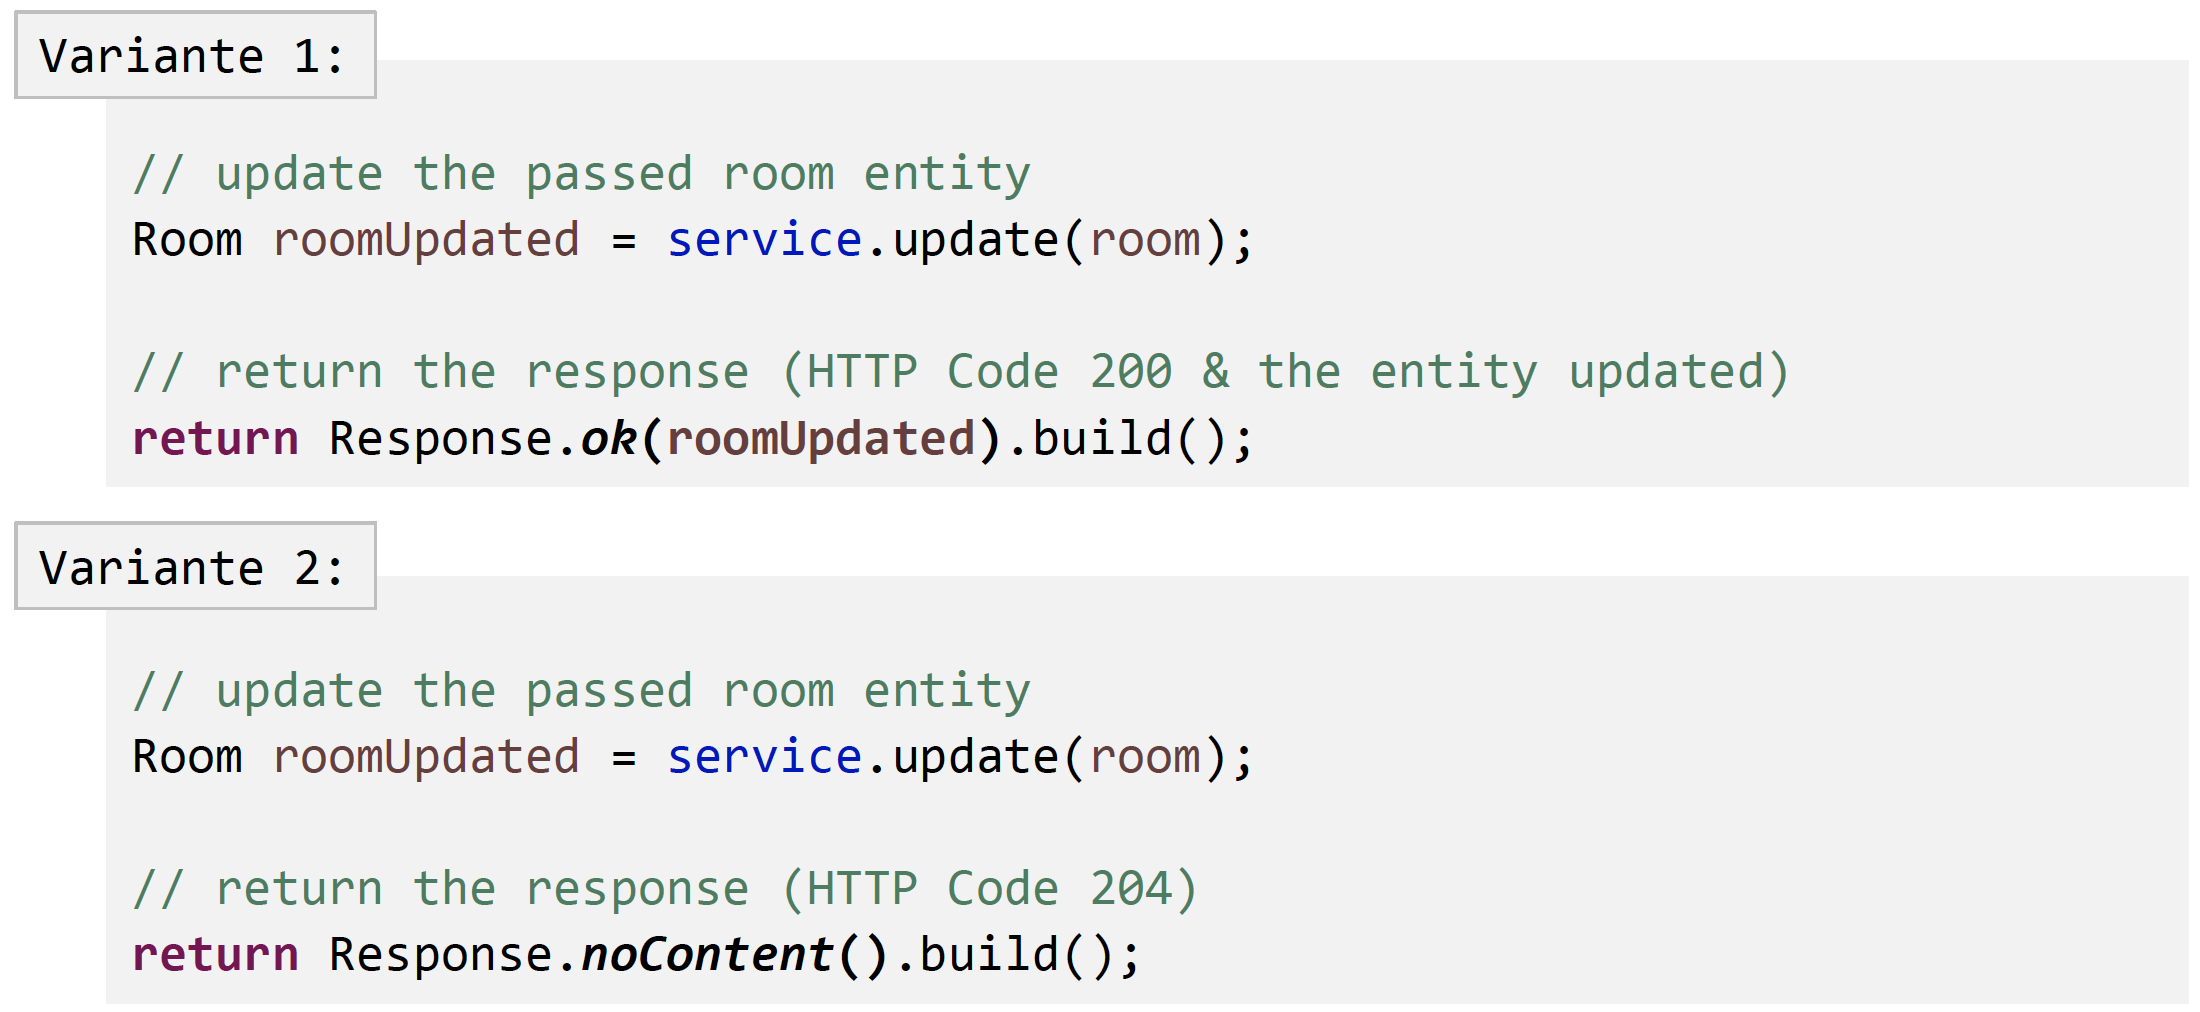 Variante 1:
// update the passed room entity
Room roomUpdated = service.update(room);
// return the response (HTTP Code 200 & the entity updated)
return Response.ok(roomUpdated).build();
Variante 2:
// update the passed room entity
Room roomUpdated = service.update(room);
// return the response (HTTP Code 204)
return Response.noContent().build();